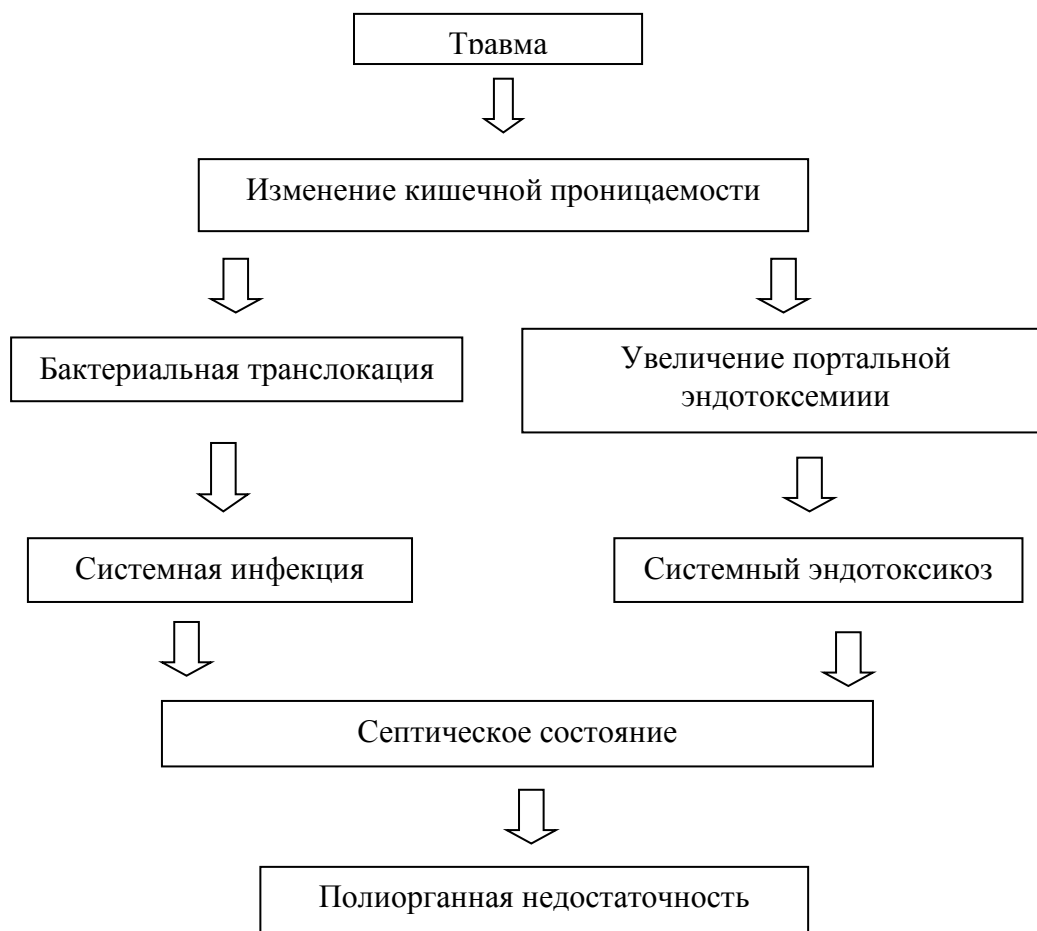 Травма
Изменение кишечной проницаемости
Бактериальная транслокация
Увеличение портальной
эндотоксемиии
Системная инфекция
Системный эндотоксикоз
Септическое состояние
Полиорганная недостаточность